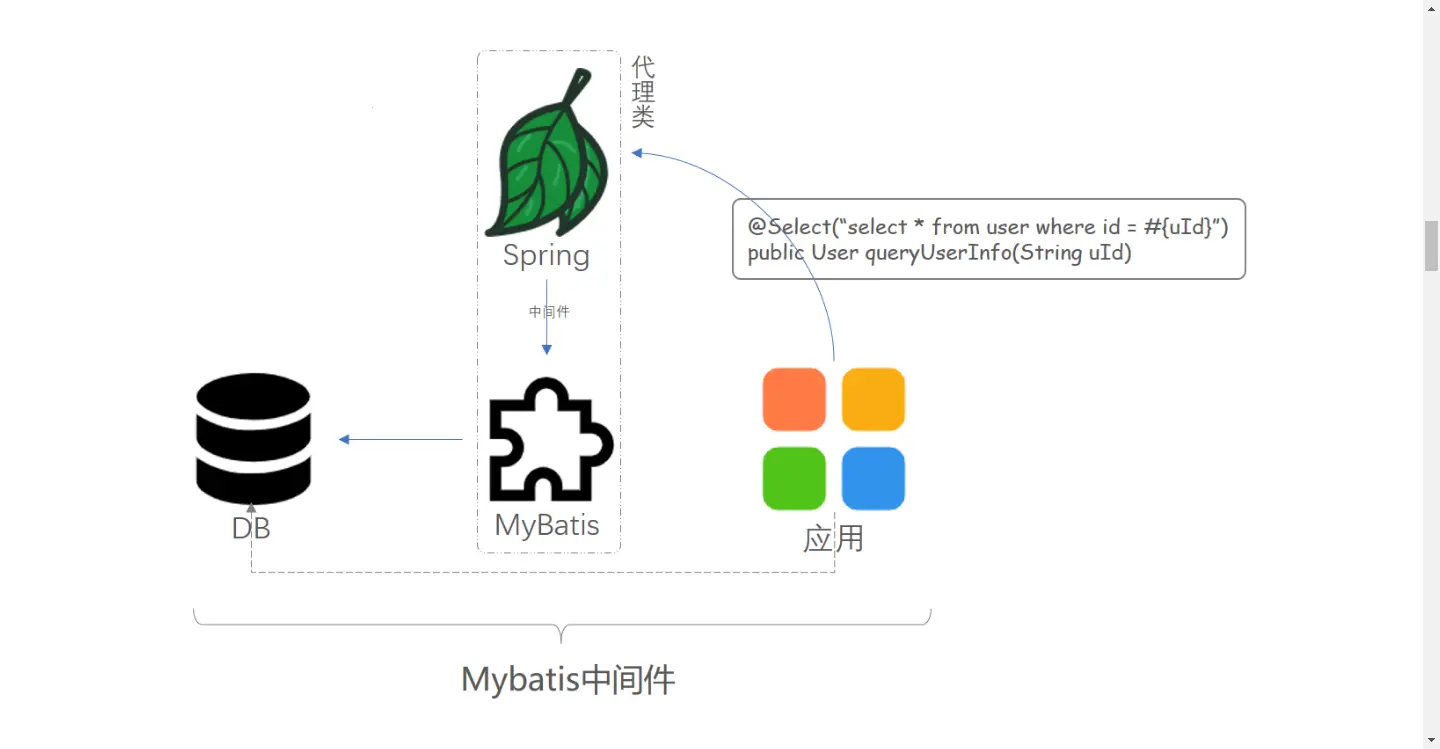 代理类
@Select(“select * from user where id = #{uId}”)
public User queryUserInfo(String uId)
Spring
中间件
MyBatis
DB
应用
Mybatis中间件